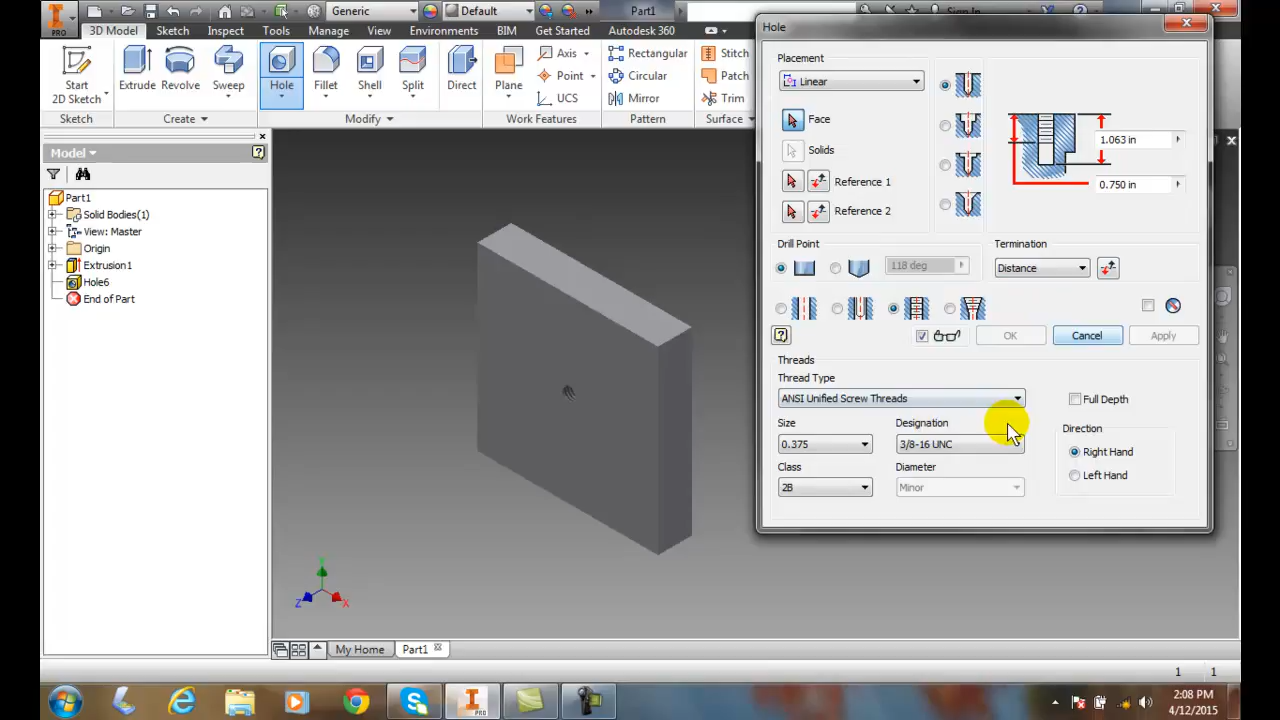 Generic
Default
Part1
Sign In
Hole
PRO
3D Model
Sketch
Inspect
Tools
Manage
View
Environments
BIM
Get Started
Autodesk 360
Start
2D Sketch
Extrude
Revolve
Sweep
Hole
Fillet
Shell
Split
Direct
Plane
Axis
Point
UCS
Rectangular
Circular
Mirror
Stitch
Patch
Trim
Sketch
Create
Modify
Work Features
Pattern
Surface
Model
Part1
Solid Bodies(1)
View: Master
Origin
Extrusion1
Hole6
End of Part
Placement
Linear
Face
Solids
Reference 1
Reference 2
1.063 in
0.750 in
Drill Point
118 deg
Termination
Distance
OK
Cancel
Apply
Threads
Thread Type
ANSI Unified Screw Threads
Full Depth
Size
0.375
Designation
3/8-16 UNC
Class
2B
Diameter
Minor
Direction
Right Hand
Left Hand
Y
Z
X
My Home
Part1
1 1
PRO
2:08 PM
4/12/2015